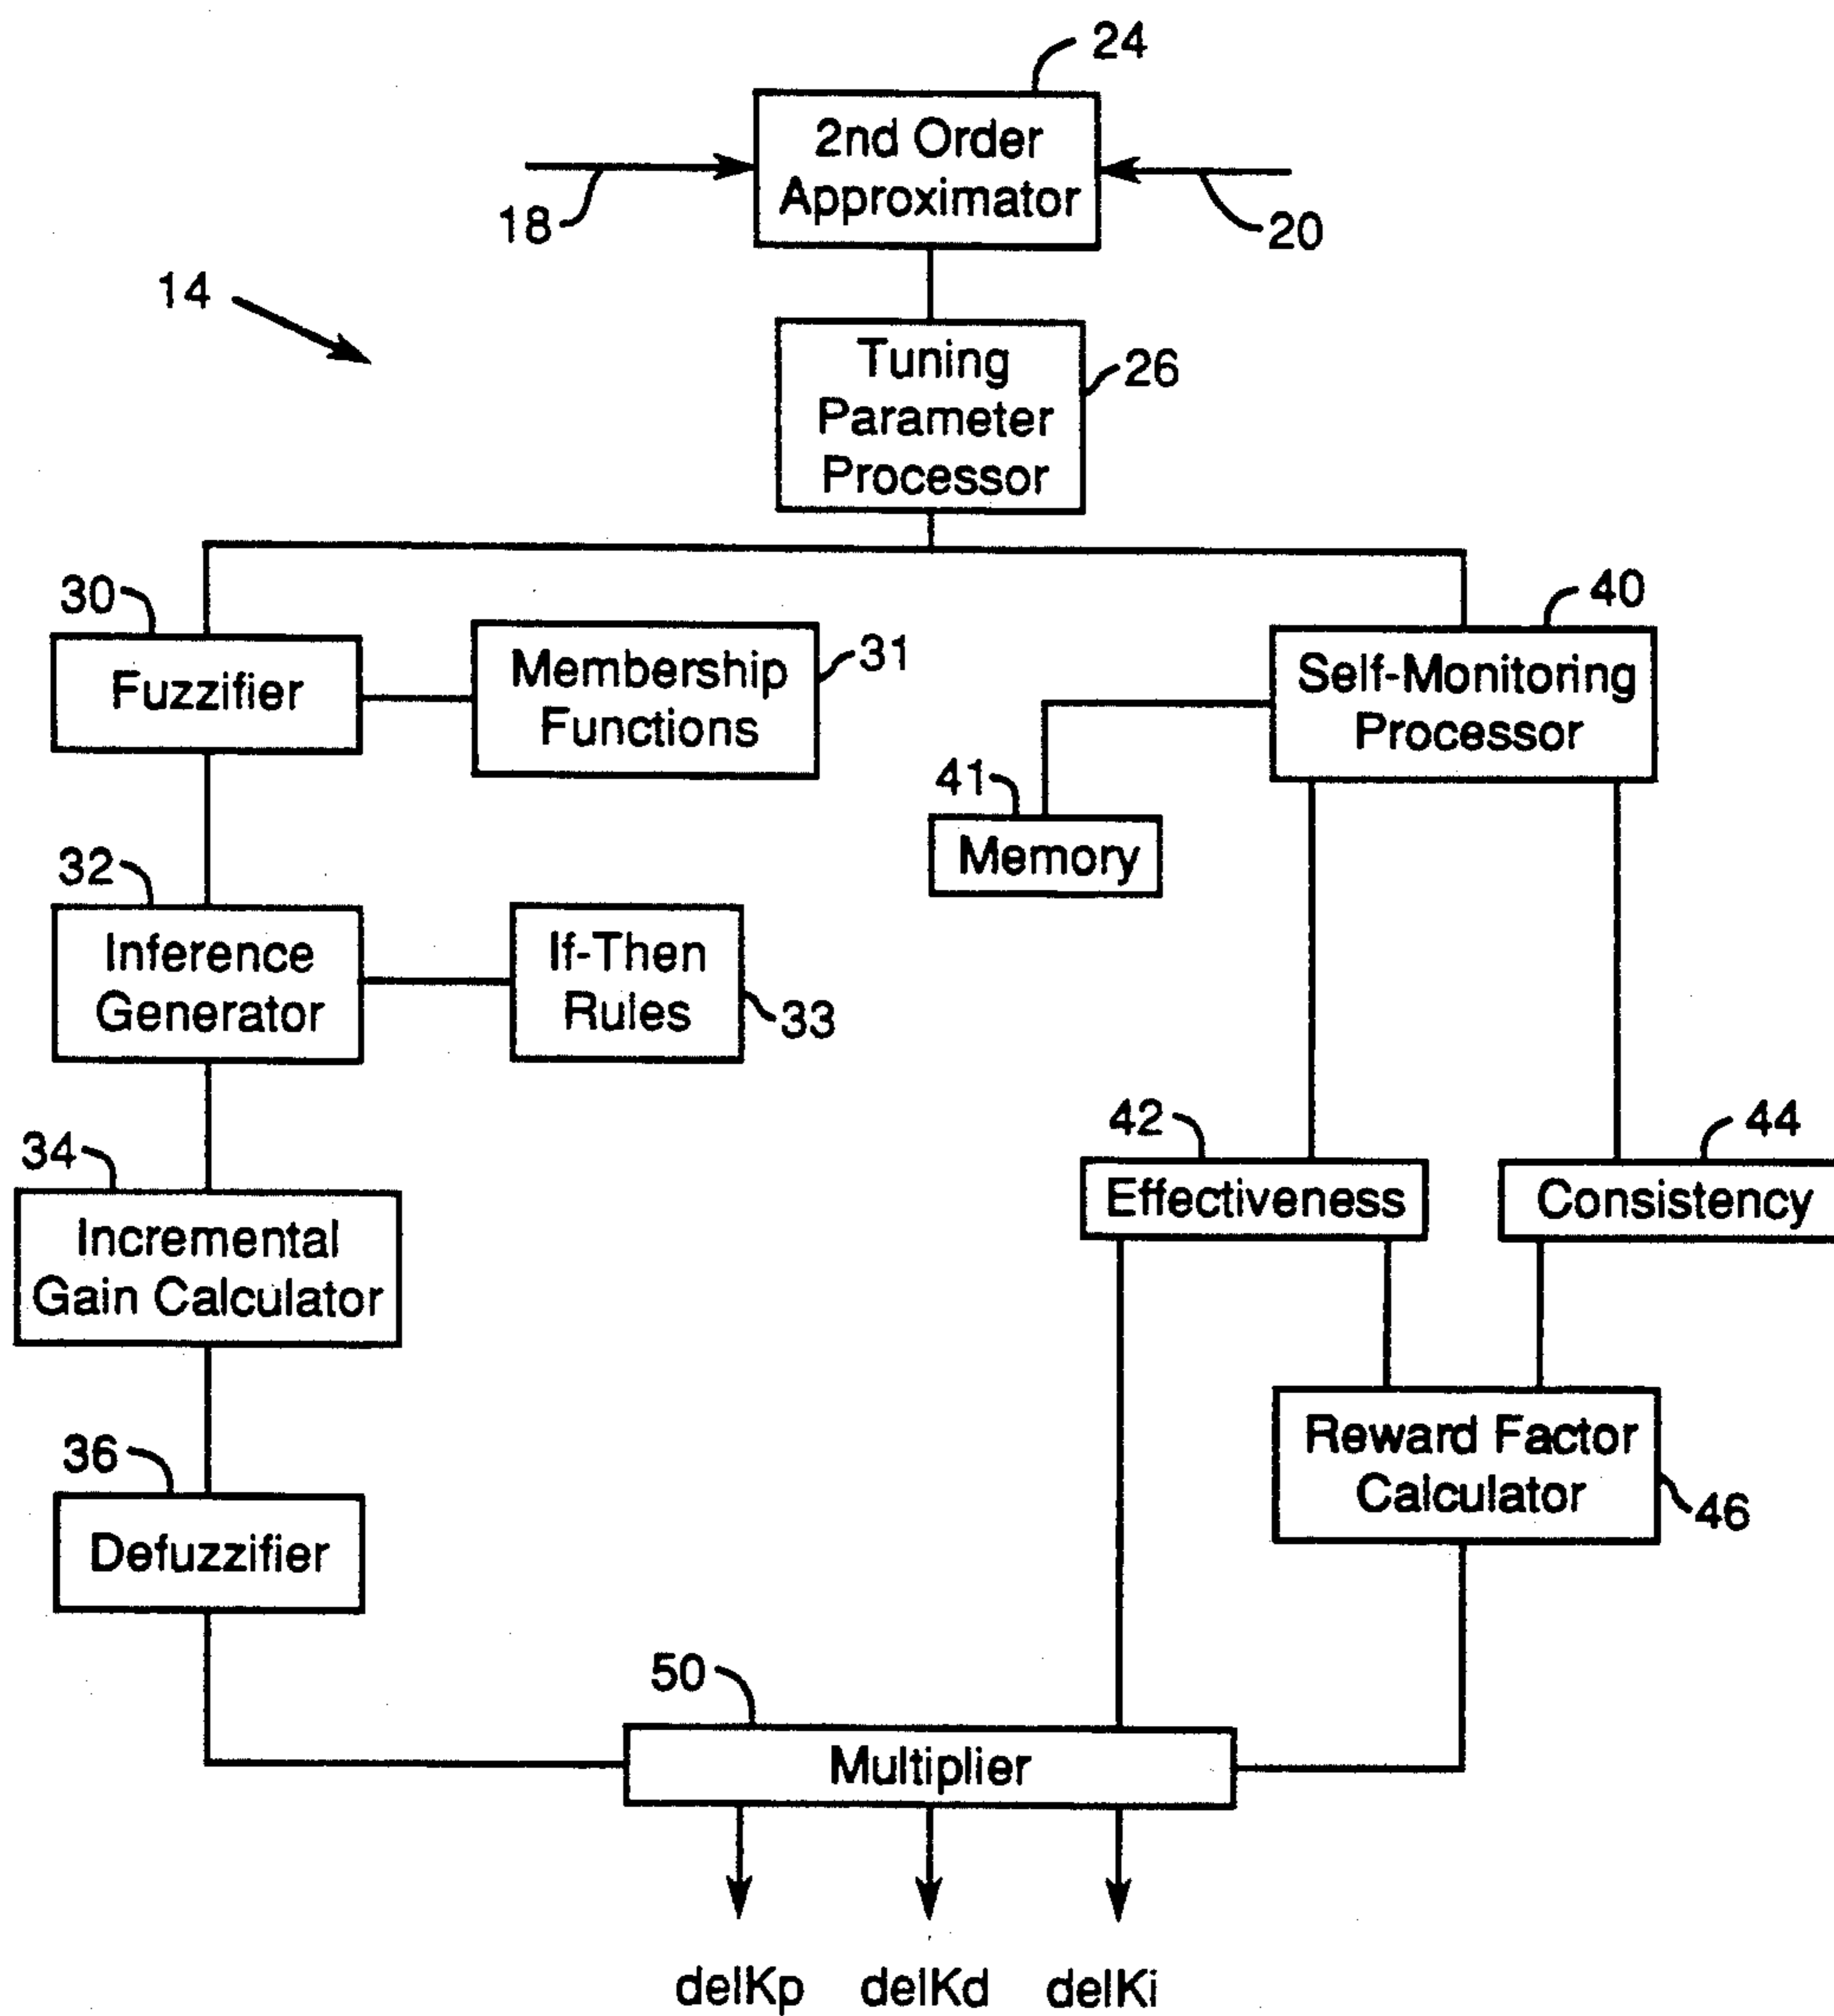 24
2nd Order
Approximator
18
20
14
Tuning
Parameter
Processor
26
30
Fuzzifier
Membership
Functions
31
40
Self-Monitoring
Processor
41
Memory
32
Inference
Generator
If-Then
Rules
33
42
Effectiveness
44
Consistency
34
Incremental
Gain Calculator
Reward Factor
Calculator
46
36
Defuzzifier
50
Multiplier
delKp
delKd
delKi